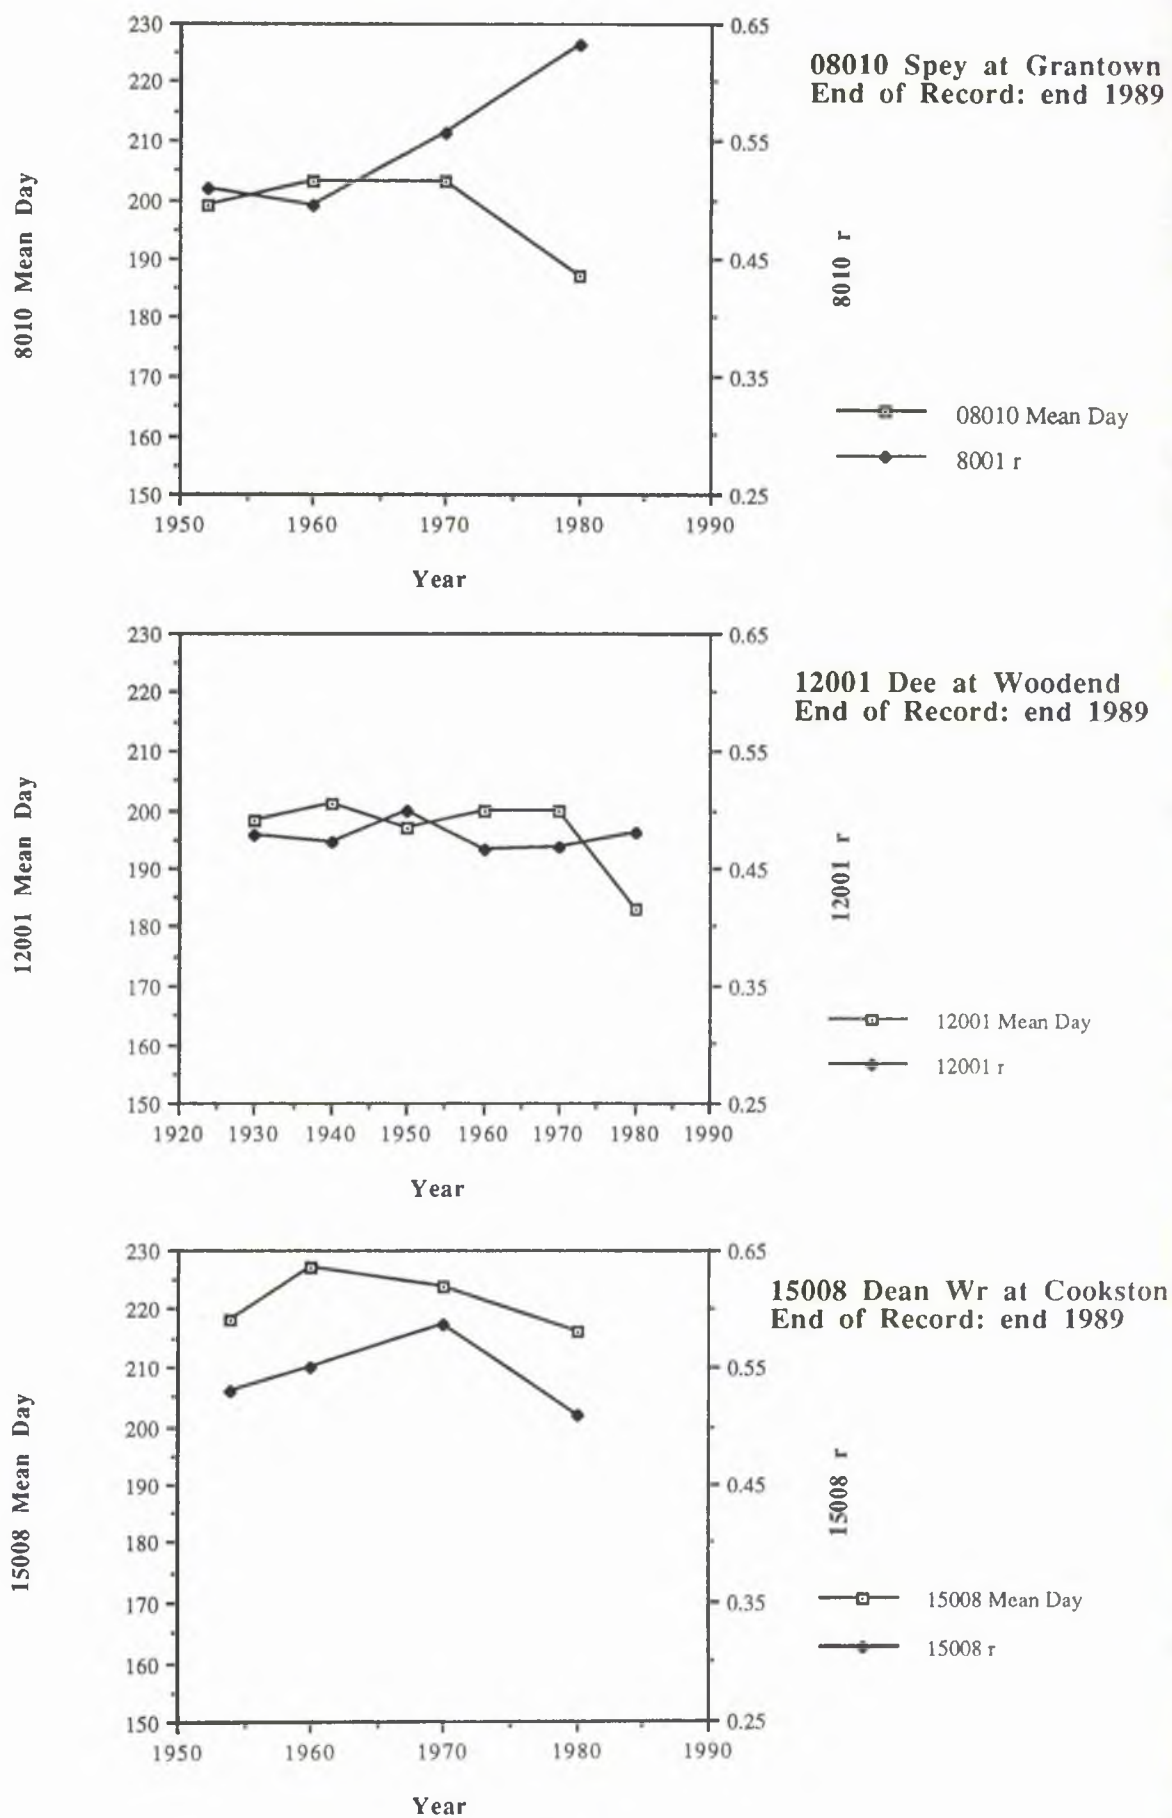 08010 Spey at Grantown
End of Record: end 1989
8010 Mean Day
230
220
210
200
190
180
170
160
150
0.65
0.55
0.45
0.35
0.25
8010 r
08010 Mean Day
8001 r
1950 1960 1970 1980 1990
Year
12001 Dee at Woodend
End of Record: end 1989
12001 Mean Day
230
220
210
200
190
180
170
160
150
0.65
0.55
0.45
0.35
0.25
12001 r
12001 Mean Day
12001 r
1920 1930 1940 1950 1960 1970 1980 1990
Year
15008 Dean Wr at Cookston
End of Record: end 1989
15008 Mean Day
230
220
210
200
190
180
170
160
150
0.65
0.55
0.45
0.35
0.25
15008 r
15008 Mean Day
15008 r
1950 1960 1970 1980 1990
Year